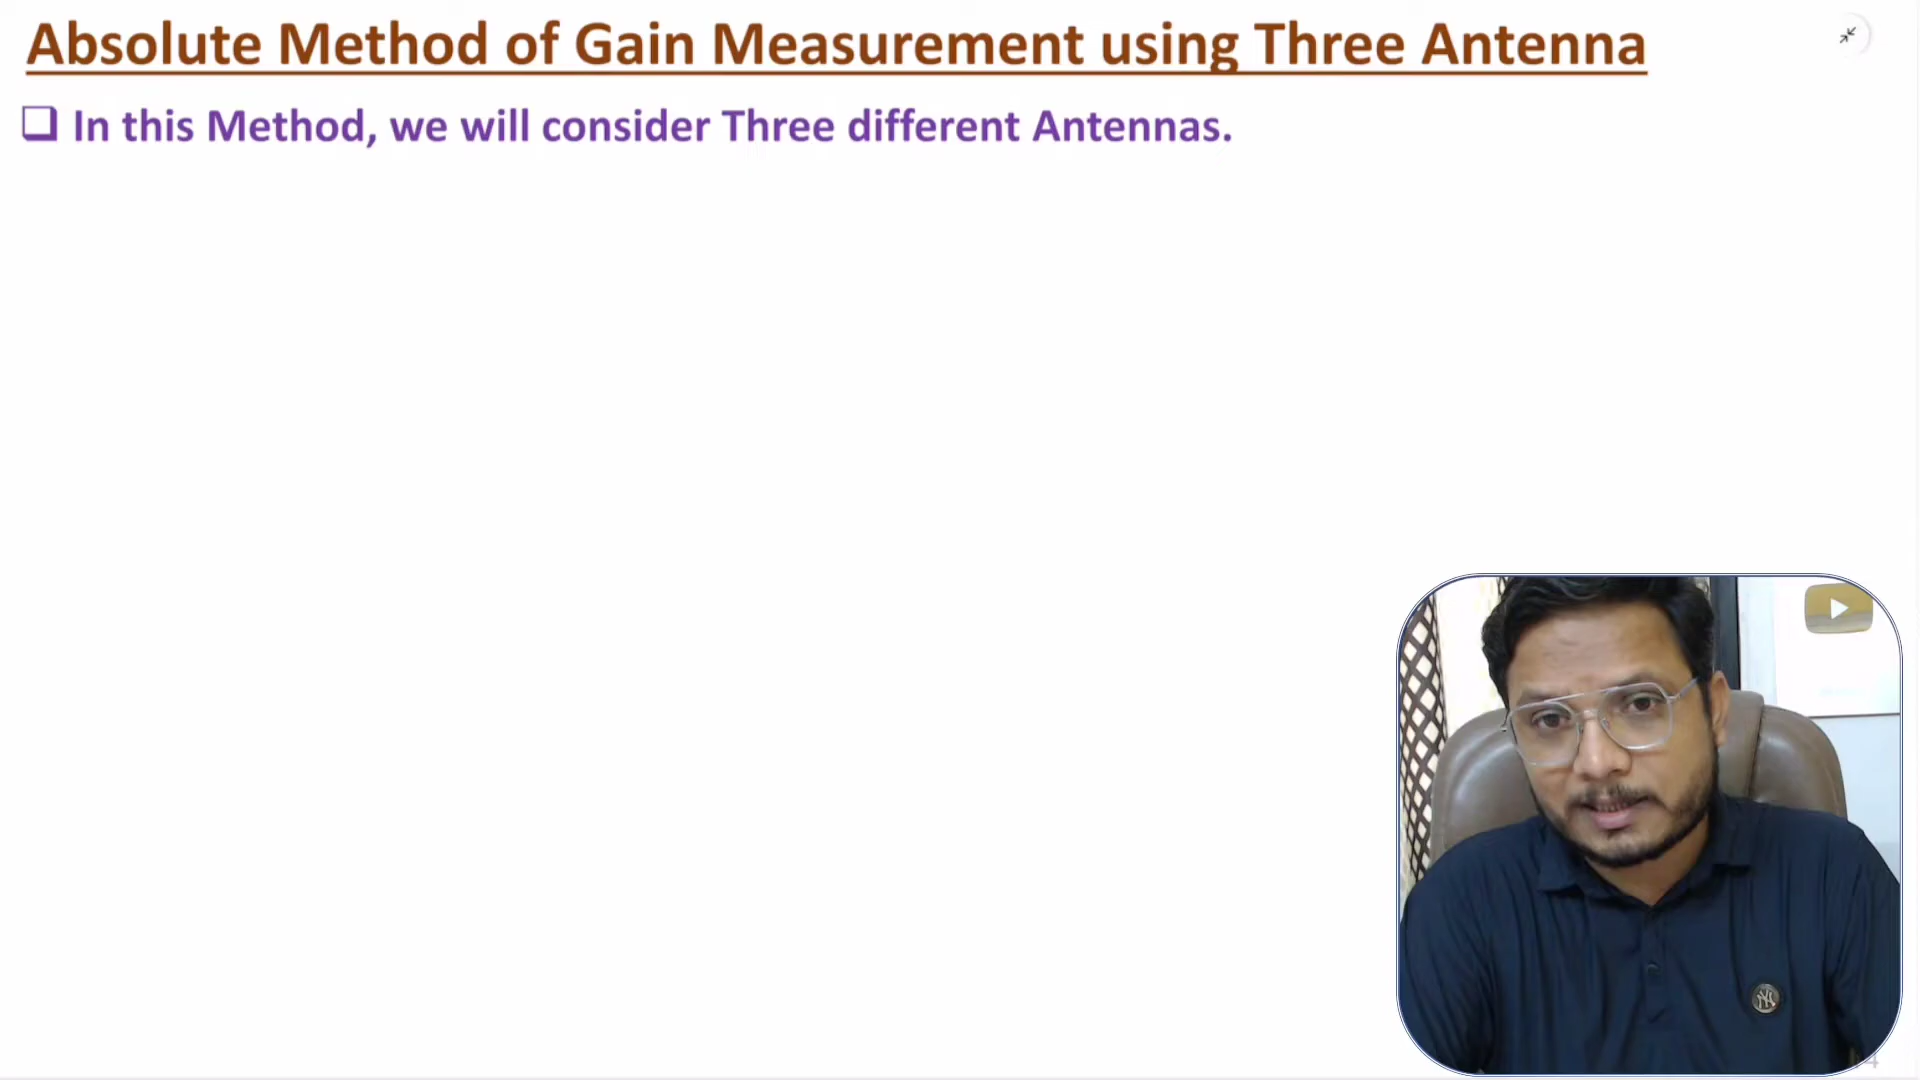 Absolute Method of Gain Measurement using Three Antenna
In this Method, we will consider Three different Antennas.